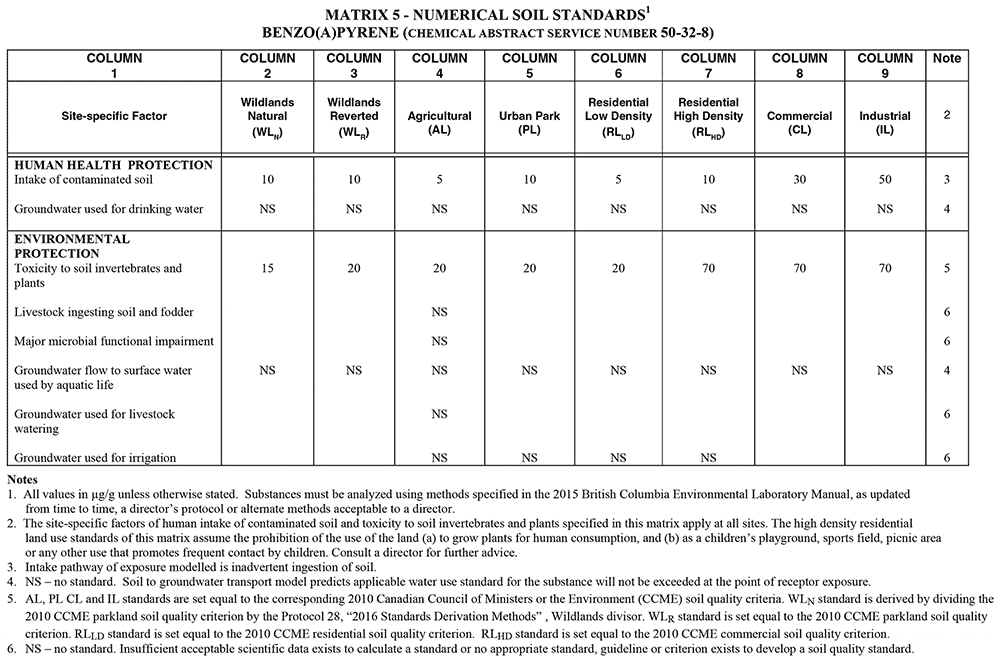 MATRIX 5 - NUMERICAL SOIL STANDARDS1
BENZO(A)PYRENE (CHEMICAL ABSTRACT SERVICE NUMBER 50-32-8)
COLUMN 1 COLUMN 2 COLUMN 3 COLUMN 4 COLUMN 5 COLUMN 6 COLUMN 7 COLUMN 8 COLUMN 9 Note
Site-specific Factor Wildlands Natural (WLN) Wildlands Reverted (WLR) Agricultural (AL) Urban Park (PL) Residential Low Density (RLLD) Residential High Density (RLHD) Commercial (CL) Industrial (IL) 2
HUMAN HEALTH PROTECTION
Intake of contaminated soil 10 10 5 10 5 10 30 50 3
Groundwater used for drinking water NS NS NS NS NS NS NS NS 4
ENVIRONMENTAL
PROTECTION
Toxicity to soil invertebrates and 15 20 20 20 20 70 70 70 5
plants
Livestock ingesting soil and fodder NS 6
Major microbial functional impairment NS 6
Groundwater flow to surface water NS NS NS NS NS NS NS NS 4
used by aquatic life
Groundwater used for livestock NS 6
watering
Groundwater used for irrigation NS NS NS NS 6
Notes
1. All values in µg/g unless otherwise stated. Substances must be analyzed using methods specified in the 2015 British Columbia Environmental Laboratory Manual, as updated
from time to time, a director's protocol or alternate methods acceptable to a director.
2. The site-specific factors of human intake of contaminated soil and toxicity to soil invertebrates and plants specified in this matrix apply at all sites. The high density residential
land use standards of this matrix assume the prohibition of the use of the land (a) to grow plants for human consumption, and (b) as a children's playground, sports field, picnic area
or any other use that promotes frequent contact by children. Consult a director for further advice.
3. Intake pathway of exposure modelled is inadvertent ingestion of soil.
4. NS – no standard. Soil to groundwater transport model predicts applicable water use standard for the substance will not be exceeded at the point of receptor exposure.
5. AL, PL CL and IL standards are set equal to the corresponding 2010 Canadian Council of Ministers or the Environment (CCME) soil quality criteria. WLN standard is derived by dividing the
2010 CCME parkland soil quality criterion by the Protocol 28, “2016 Standards Derivation Methods” , Wildlands divisor. WLR standard is set equal to the 2010 CCME parkland soil quality
criterion. RLLD standard is set equal to the 2010 CCME residential soil quality criterion. RLHD standard is set equal to the 2010 CCME commercial soil quality criterion.
6. NS – no standard. Insufficient acceptable scientific data exists to calculate a standard or no appropriate standard, guideline or criterion exists to develop a soil quality standard.